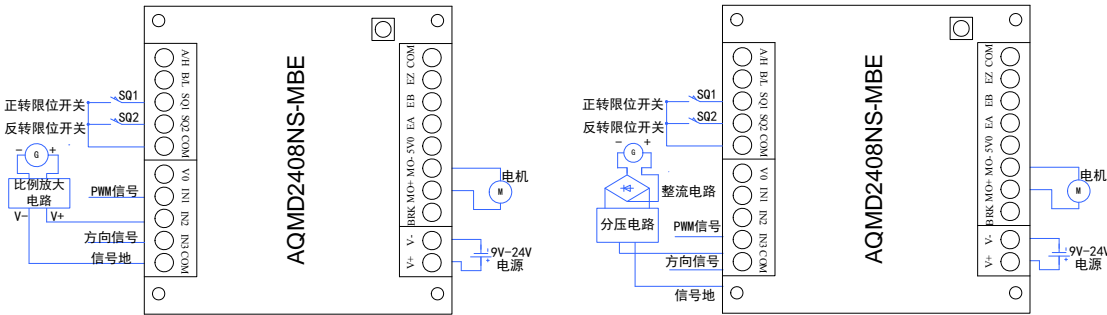 A/H
B/L
SQ1
SQ2
COM
V0
IN1
IN2
IN3
COM
AQMD2408NS-MBE
COM
EZ
EB
EA
5V0
MO-
MO+
BRK
V-
V+
SQ1
正转限位开关
SQ2
反转限位开关
- G +
比例放大
电路
V- V+
PWM信号
方向信号
信号地
电机
M
- 9V-24V
+ 电源
A/H
B/L
SQ1
SQ2
COM
V0
IN1
IN2
IN3
COM
AQMD2408NS-MBE
COM
EZ
EB
EA
5V0
MO-
MO+
BRK
V-
V+
SQ1
正转限位开关
SQ2
反转限位开关
- G +
整流电路
分压电路
PWM信号
方向信号
信号地
电机
M
- 9V-24V
+ 电源